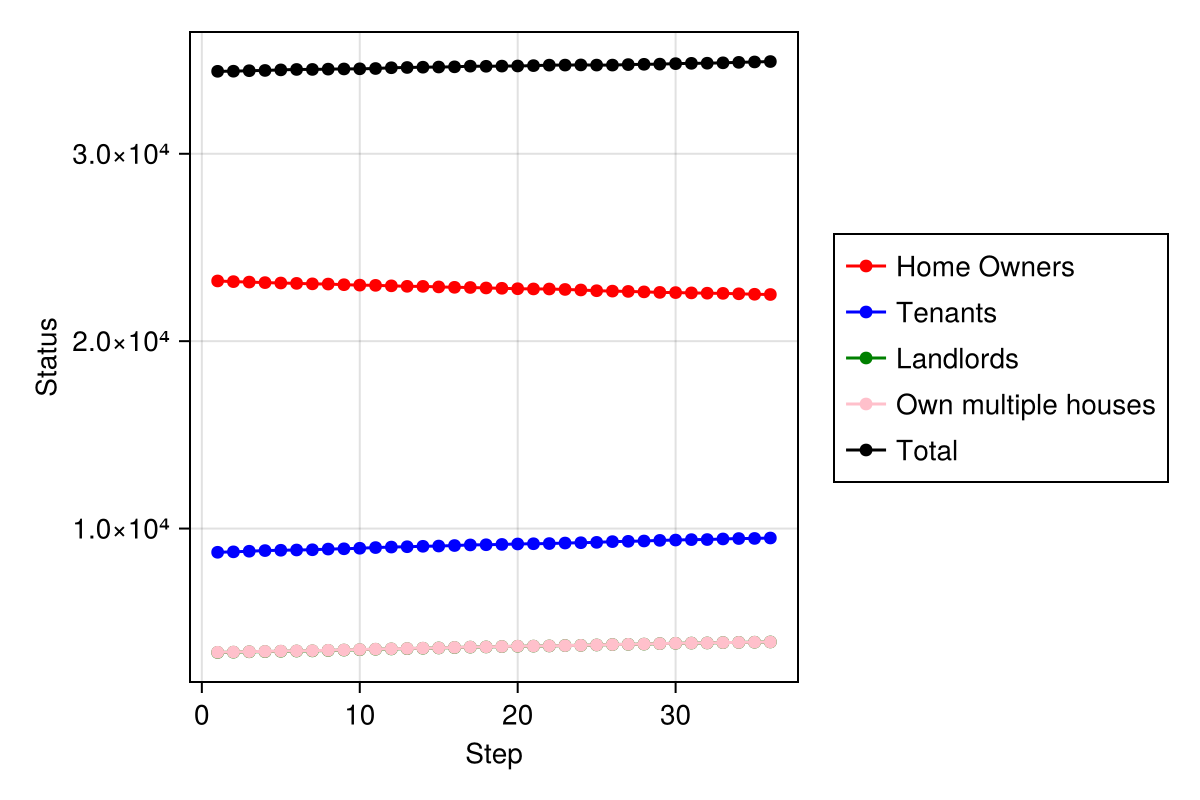 3.0×10⁴
2.0×10⁴
1.0×10⁴
Status
0 10 20 30
Step
Home Owners
Tenants
Landlords
Own multiple houses
Total